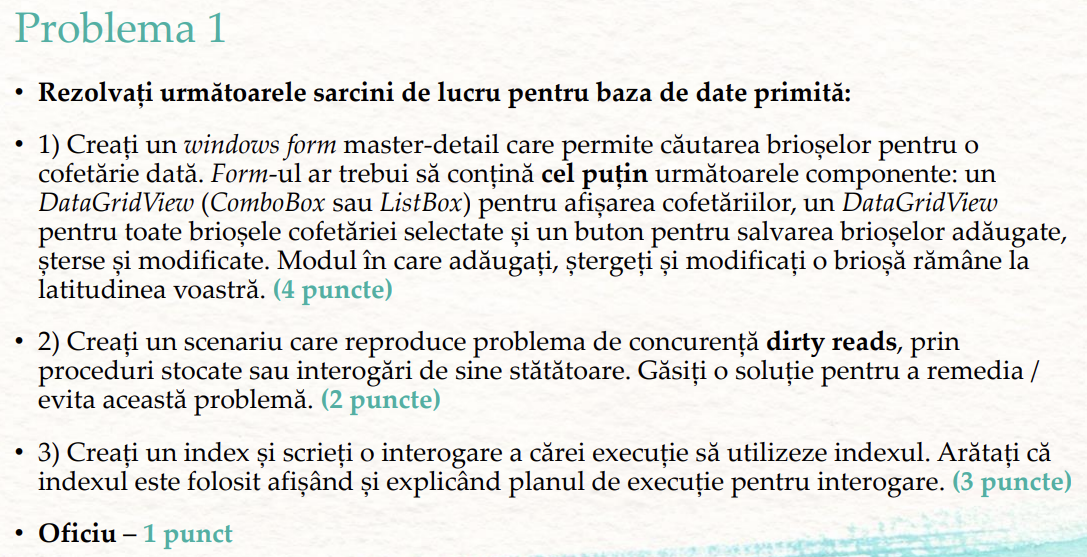 Problema 1
• Rezolvați următoarele sarcini de lucru pentru baza de date primită:
• 1) Creați un windows form master-detail care permite căutarea brioșelor pentru o
cofetărie dată. Form-ul ar trebui să conțină cel puțin următoarele componente: un
DataGridView (ComboBox sau ListBox) pentru afișarea cofetăriilor, un DataGridView
pentru toate brioșele cofetăriei selectate și un buton pentru salvarea brioșelor adăugate,
șterse și modificate. Modul în care adăugați, ștergeți și modificați o brioșă rămâne la
latitudinea voastră. (4 puncte)
• 2) Creați un scenariu care reproduce problema de concurență dirty reads, prin
proceduri stocate sau interogări de sine stătătoare. Găsiți o soluție pentru a remedia /
evita această problemă. (2 puncte)
• 3) Creați un index și scrieți o interogare a cărei execuție să utilizeze indexul. Arătați că
indexul este folosit afișând și explicând planul de execuție pentru interogare. (3 puncte)
• Oficiu – 1 punct